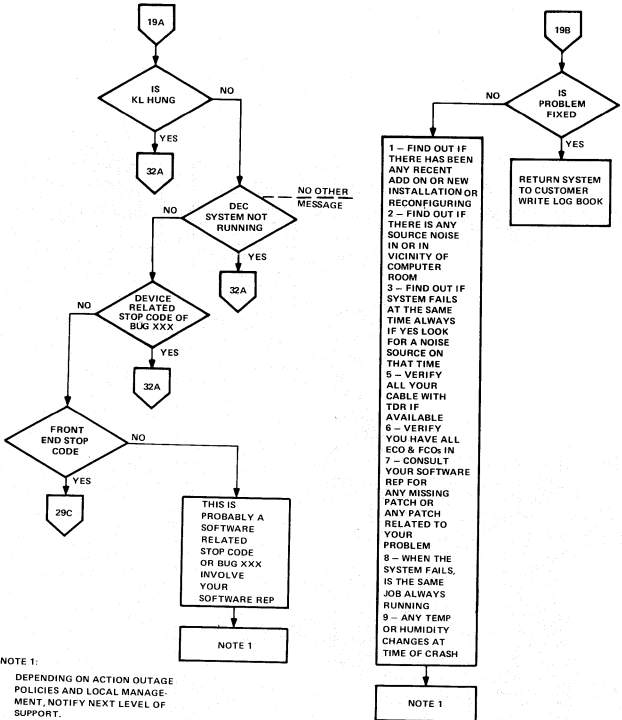 19A
IS
KL HUNG
NO
YES
32A
DEC
SYSTEM NOT
RUNNING
NO OTHER
MESSAGE
NO
YES
32A
DEVICE
RELATED
STOP CODE OF
BUG XXX
NO
YES
32A
FRONT
END STOP
CODE
NO
YES
29C
THIS IS
PROBABLY A
SOFTWARE
RELATED
STOP CODE
OR BUG XXX
INVOLVE
YOUR
SOFTWARE REP
NOTE 1
NOTE 1:
DEPENDING ON ACTION OUTAGE
POLICIES AND LOCAL MANAGE-
MENT, NOTIFY NEXT LEVEL OF
SUPPORT.
19B
IS
PROBLEM
FIXED
NO
YES
RETURN SYSTEM
TO CUSTOMER
WRITE LOG BOOK
1 – FIND OUT IF
THERE HAS BEEN
ANY RECENT
ADD ON OR NEW
INSTALLATION OR
RECONFIGURING
2 – FIND OUT IF
THERE IS ANY
SOURCE NOISE
IN OR IN
VICINITY OF
COMPUTER
ROOM
3 – FIND OUT IF
SYSTEM FAILS
AT THE SAME
TIME ALWAYS
IF YES LOOK
FOR A NOISE
SOURCE ON
THAT TIME
5 – VERIFY
ALL YOUR
CABLE WITH
TDR IF
AVAILABLE
6 – VERIFY
YOU HAVE ALL
ECO & FCOs IN
7 – CONSULT
YOUR SOFTWARE
REP FOR
ANY MISSING
PATCH OR
ANY PATCH
RELATED TO
YOUR
PROBLEM
8 – WHEN THE
SYSTEM FAILS,
IS THE SAME
JOB ALWAYS
RUNNING
9 – ANY TEMP
OR HUMIDITY
CHANGES AT
TIME OF CRASH
NOTE 1